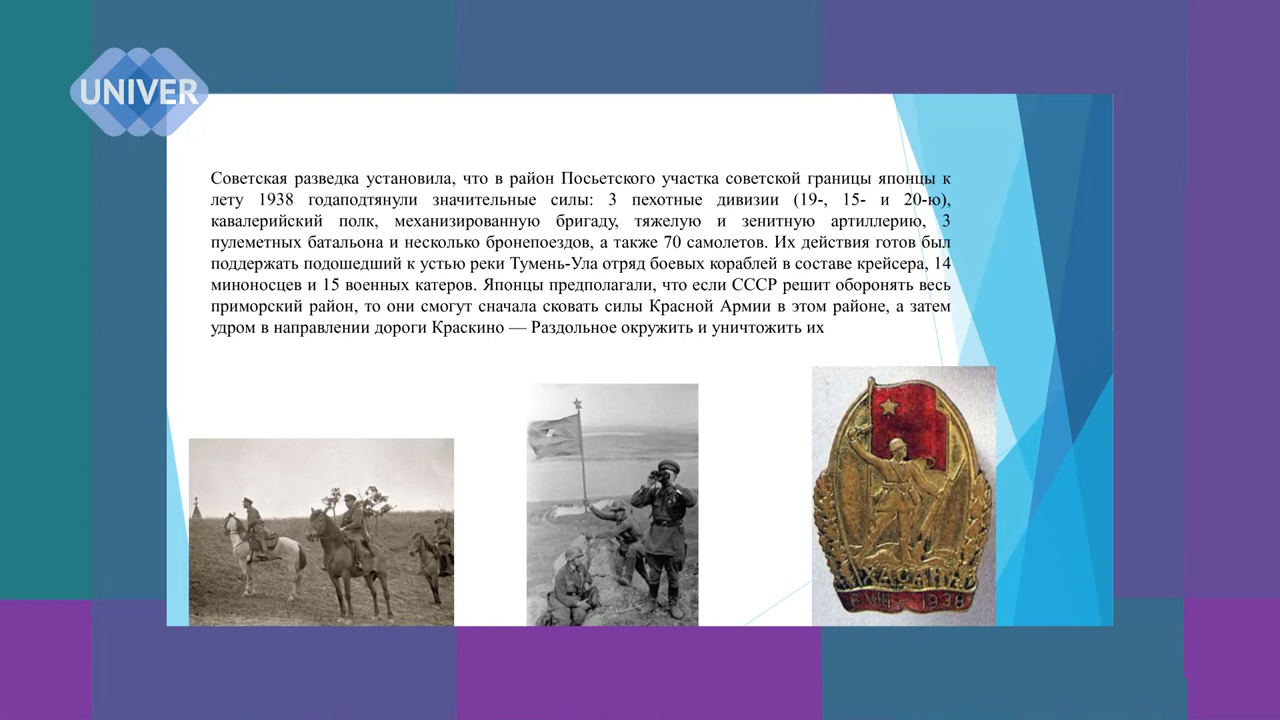 UNIVER
Советская разведка установила, что в район Посьетского участка советской границы японцы к
лету 1938 годаподтянули значительные силы: 3 пехотные дивизии (19-, 15- и 20-ю),
кавалерийский полк, механизированную бригаду, тяжелую и зенитную артиллерию, 3
пулеметных батальона и несколько бронепоездов, а также 70 самолетов. Их действия готов был
поддержать подошедший к устью реки Тумень-Ула отряд боевых кораблей в составе крейсера, 14
миноносцев и 15 военных катеров. Японцы предполагали, что если СССР решит оборонять весь
приморский район, то они смогут сначала сковать силы Красной Армии в этом районе, а затем
удром в направлении дороги Краскино — Раздольное окружить и уничтожить их
ХАСАН
6.VIII – 1938